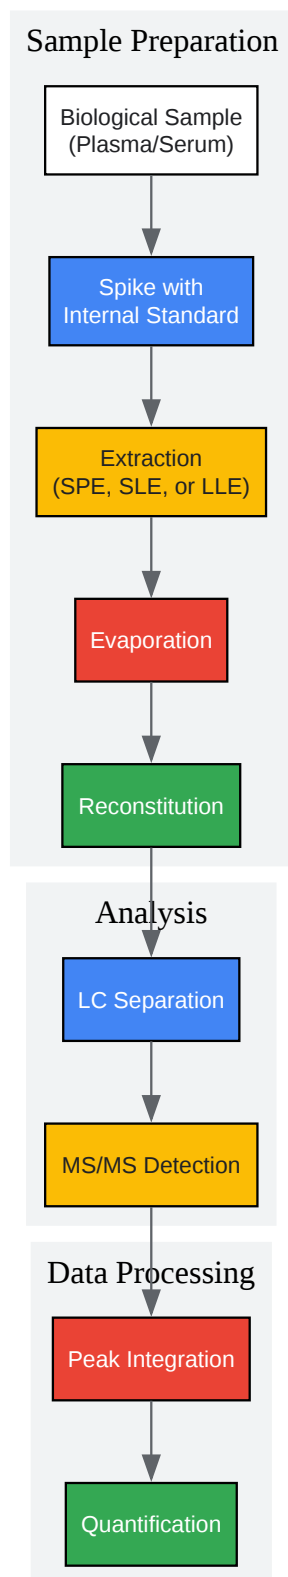 Sample Preparation
Biological Sample
(Plasma/Serum)
Spike with
Internal Standard
Extraction
(SPE, SLE, or LLE)
Evaporation
Reconstitution
Analysis
LC Separation
MS/MS Detection
Data Processing
Peak Integration
Quantification